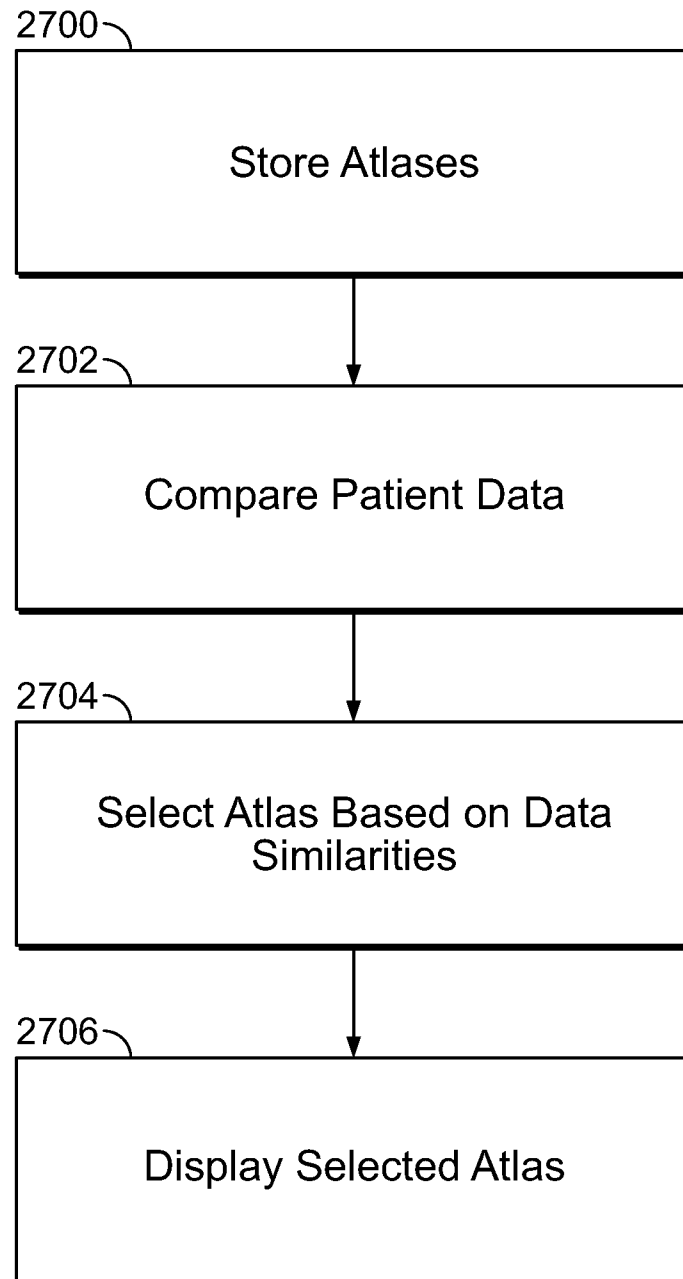 2700
Store Atlases
2702
Compare Patient Data
2704
Select Atlas Based on Data
Similarities
2706
Display Selected Atlas